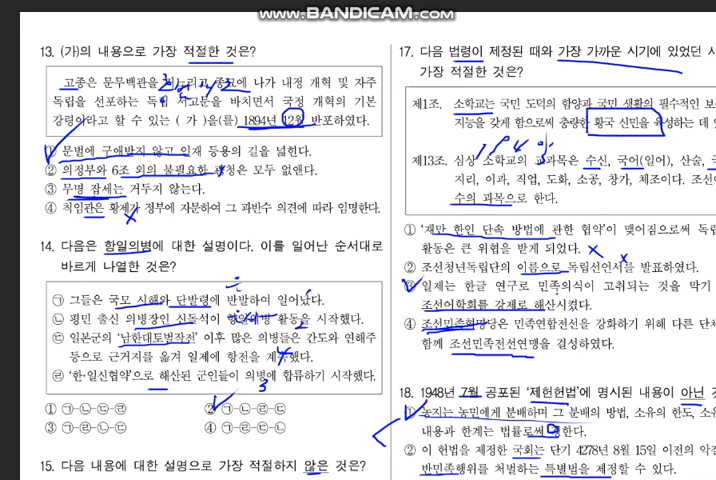 www.BANDICAM.com
13. (가)의 내용으로 가장 적절한 것은?
고종은 문무백관을 거느리고 종묘에 나가 내정 개혁 및 자주
독립을 선포하는 독립 서고문을 바치면서 국정 개혁의 기본
강령이라고 할 수 있는 ( 가 )을(를) 1894년 12월 반포하였다.
① 문벌에 구애받지 않고 인재 등용의 길을 넓힌다.
② 의정부와 6조 외의 불필요한 관청은 모두 없앤다.
③ 무명 잡세는 거두지 않는다.
④ 칙임관은 황제가 정부에 자문하여 그 과반수 의견에 따라 임명한다.
14. 다음은 항일의병에 대한 설명이다. 이를 일어난 순서대로
바르게 나열한 것은?
㉠ 그들은 국모 시해와 단발령에 반발하여 일어났다.
㉡ 평민 출신 의병장인 신돌석이 항일의병 활동을 시작했다.
㉢ 일본군의 '남한대토벌작전' 이후 많은 의병들은 간도와 연해주
등으로 근거지를 옮겨 일제에 항전을 계속했다.
㉣ '한·일신협약'으로 해산된 군인들이 의병에 합류하기 시작했다.
2
4
3
① ㉠-㉡-㉢-㉣ ② ㉠-㉡-㉣-㉢
③ ㉠-㉣-㉡-㉢ ④ ㉠-㉣-㉢-㉡
15. 다음 내용에 대한 설명으로 가장 적절하지 않은 것은?
17. 다음 법령이 제정된 때와 가장 가까운 시기에 있었던 사
가장 적절한 것은?
제1조. 소학교는 국민 도덕의 함양과 국민 생활의 필수적인 보
지능을 갖게 함으로써 충량한 황국 신민을 육성하는 데 있
제13조. 심상 소학교의 교과목은 수신, 국어(일어), 산술, 국
지리, 이과, 직업, 도화, 소공, 창가, 체조이다. 조선어
수의 과목으로 한다.
① '재만 한인 단속 방법에 관한 협약'이 맺어짐으로써 독립
활동은 큰 위협을 받게 되었다.
② 조선청년독립단의 이름으로 독립선언서를 발표하였다.
③ 일제는 한글 연구로 민족의식이 고취되는 것을 막기
조선어학회를 강제로 해산시켰다.
④ 조선민족혁명당은 민족연합전선을 강화하기 위해 다른 단체
함께 조선민족전선연맹을 결성하였다.
18. 1948년 7월 공포된 '제헌헌법'에 명시된 내용이 아닌 것
① 농지는 농민에게 분배하며 그 분배의 방법, 소유의 한도, 소유
내용과 한계는 법률로써 정한다.
② 이 헌법을 제정한 국회는 단기 4278년 8월 15일 이전의 악질
반민족행위를 처벌하는 특별법을 제정할 수 있다.